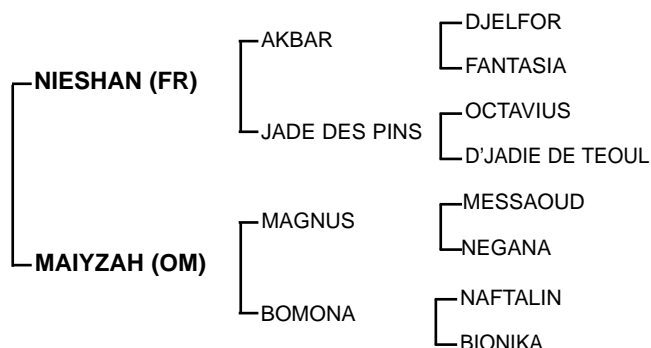 DJELFOR
AKBAR
FANTASIA
NIESHAN (FR)
OCTAVIUS
JADE DES PINS
D'JADIE DE TEOUL
MESSAOUD
MAGNUS
NEGANA
MAIYZAH (OM)
NAFTALIN
BOMONA
BIONIKA